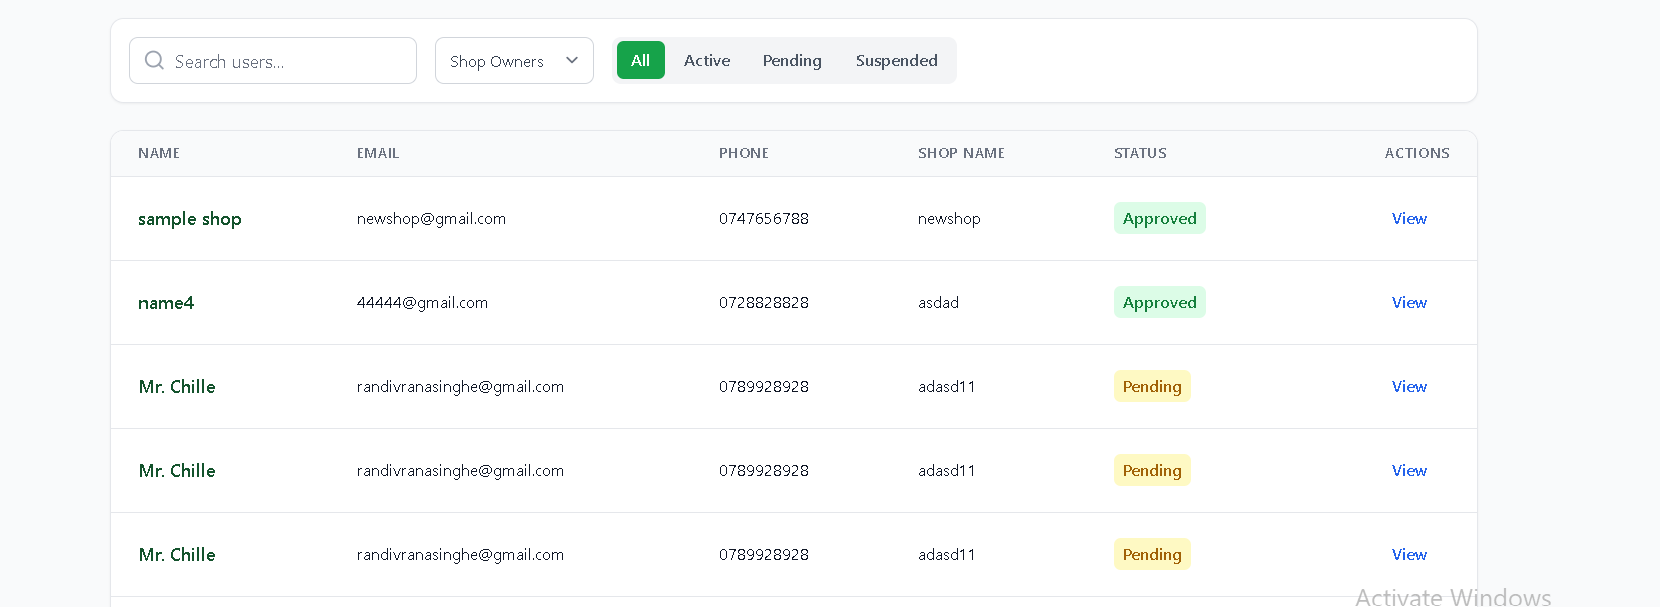 Search users...
Shop Owners
All Active Pending Suspended
NAME EMAIL PHONE SHOP NAME STATUS ACTIONS
sample shop newshop@gmail.com 0747656788 newshop Approved View
name4 44444@gmail.com 0728828828 asdad Approved View
Mr. Chille randivranasinghe@gmail.com 0789928928 adasd11 Pending View
Mr. Chille randivranasinghe@gmail.com 0789928928 adasd11 Pending View
Mr. Chille randivranasinghe@gmail.com 0789928928 adasd11 Pending View
Activate Windows